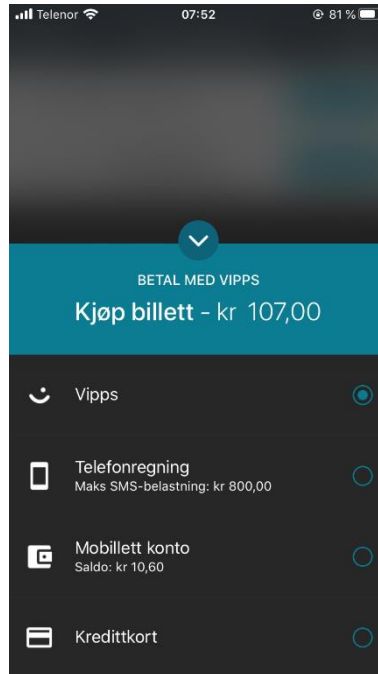 Telenor 07:52 81 %
BETAL MED VIPPS
Kjøp billett - kr 107,00
Vipps
Telefonregning
Maks SMS-belastning: kr 800,00
Mobillett konto
Saldo: kr 10,60
Kredittkort